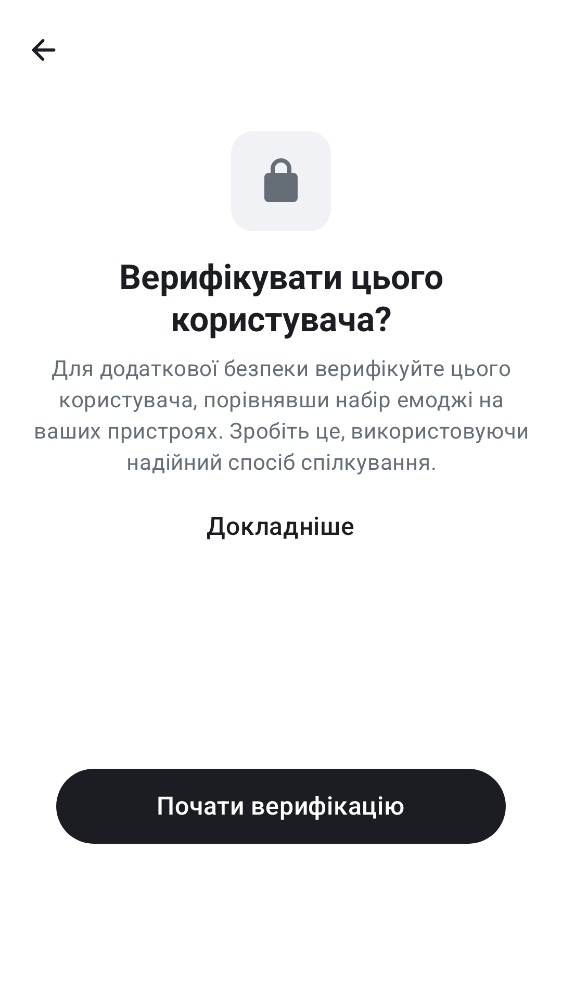 Верифікувати цього
користувача?
Для додаткової безпеки верифікуйте цього
користувача, порівнявши набір емоджі на
ваших пристроях. Зробіть це, використовуючи
надійний спосіб спілкування.
Докладніше
Почати верифікацію